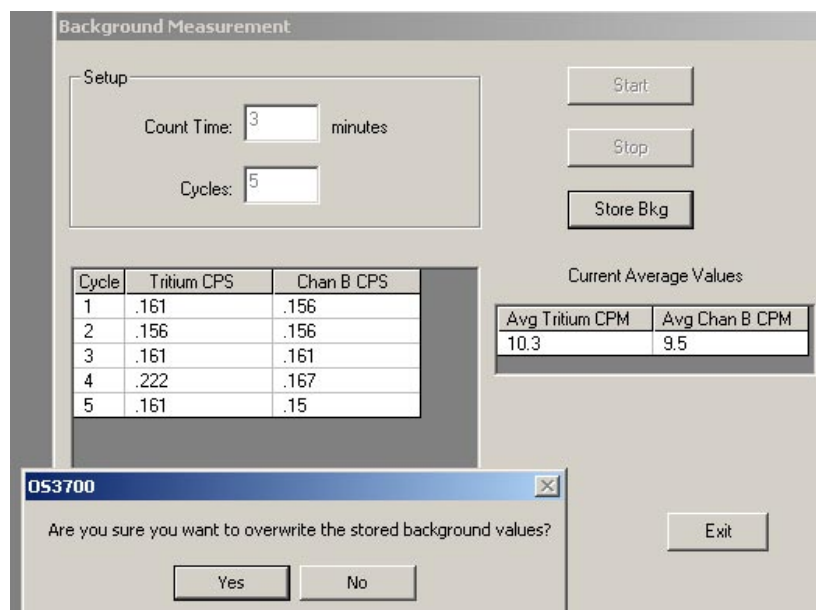 Background Measurement
Setup
Count Time: 3 minutes
Cycles: 5
Start
Stop
Store Bkg
Cycle Tritium CPS Chan B CPS
1 .161 .156
2 .156 .156
3 .161 .161
4 .222 .167
5 .161 .15
Current Average Values
Avg Tritium CPM Avg Chan B CPM
10.3 9.5
OS3700
Are you sure you want to overwrite the stored background values?
Yes No
Exit